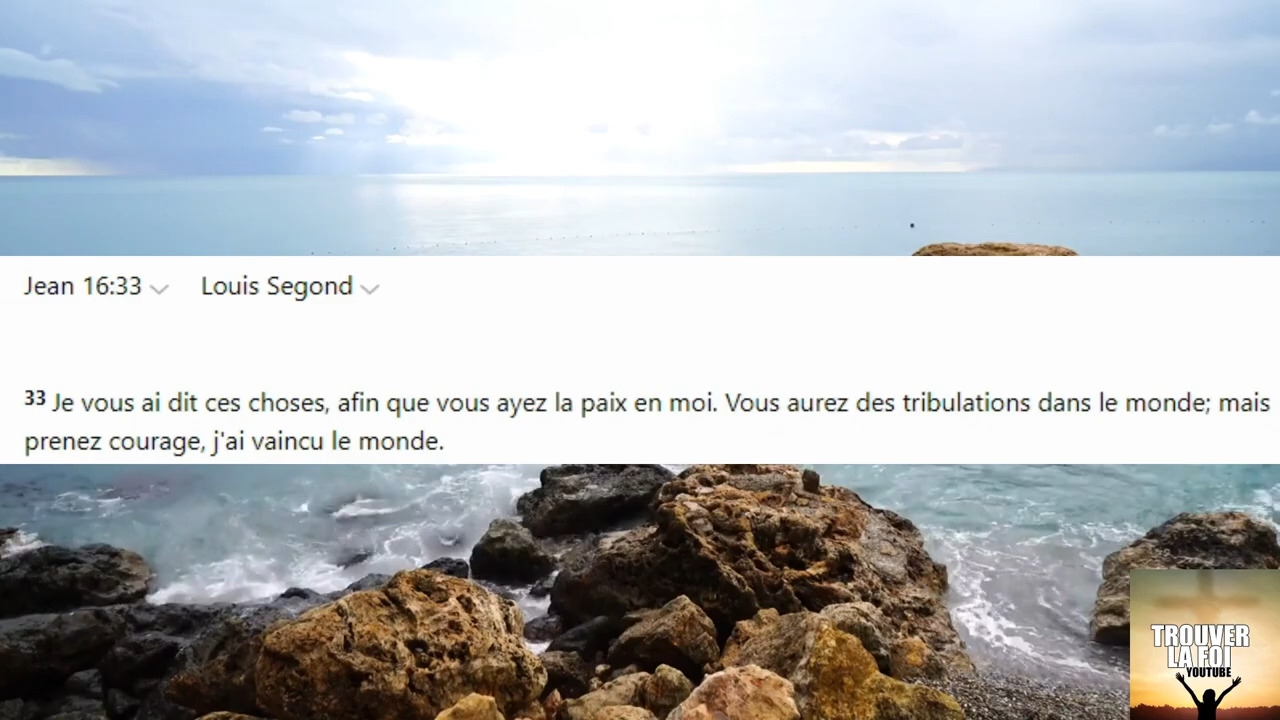 Jean 16:33 Louis Segond
33 Je vous ai dit ces choses, afin que vous ayez la paix en moi. Vous aurez des tribulations dans le monde; mais
prenez courage, j'ai vaincu le monde.
TROUVER
LA FOI
YOUTUBE